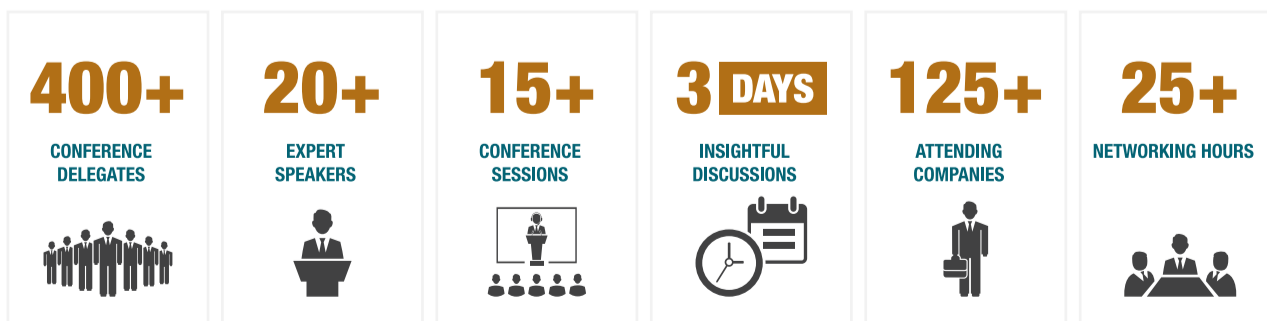 400+
CONFERENCE
DELEGATES
20+
EXPERT
SPEAKERS
15+
CONFERENCE
SESSIONS
3 DAYS
INSIGHTFUL
DISCUSSIONS
125+
ATTENDING
COMPANIES
25+
NETWORKING HOURS